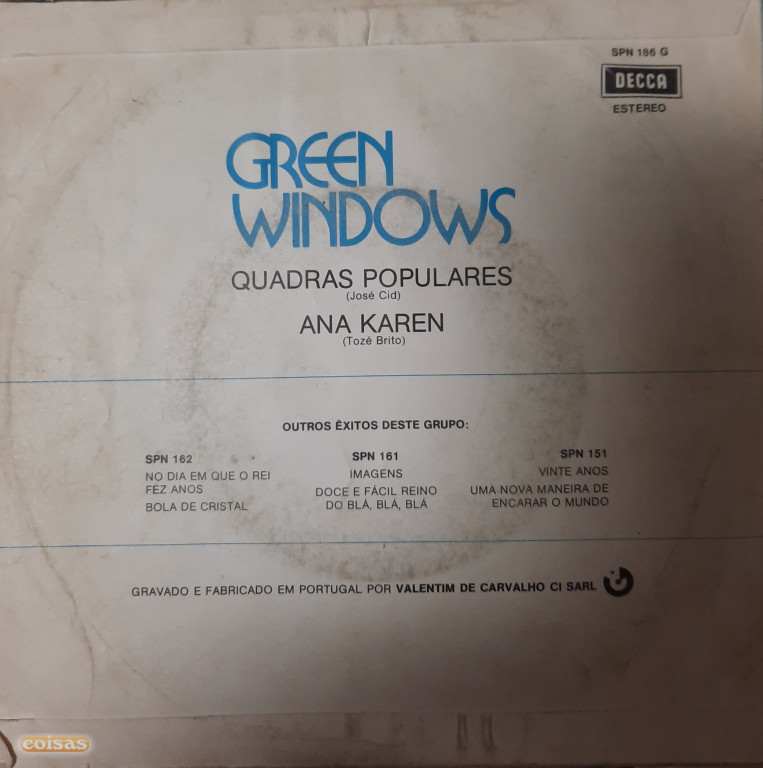 SPN 186 G
DECCA
ESTEREO
GREEN
WINDOWS
QUADRAS POPULARES
(José Cid)
ANA KAREN
(Tozé Brito)
OUTROS ÊXITOS DESTE GRUPO:
SPN 162
NO DIA EM QUE O REI
FEZ ANOS
BOLA DE CRISTAL
SPN 161
IMAGENS
DOCE E FÁCIL REINO
DO BLÁ, BLÁ, BLÁ
SPN 151
VINTE ANOS
UMA NOVA MANEIRA DE
ENCARAR O MUNDO
GRAVADO E FABRICADO EM PORTUGAL POR VALENTIM DE CARVALHO CI SARL
coisas